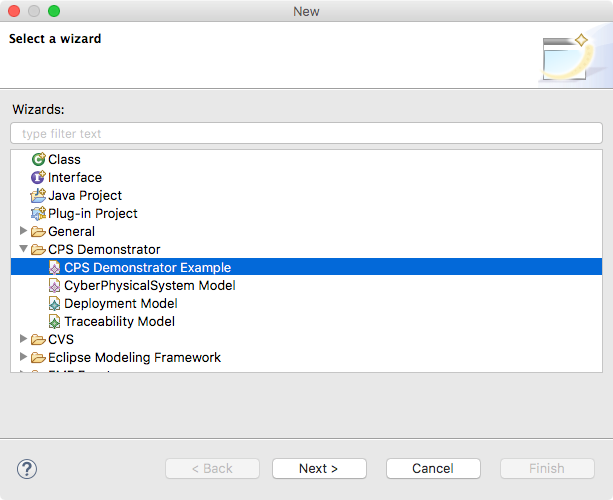 New
Select a wizard
Wizards:
type filter text
Class
Interface
Java Project
Plug-in Project
General
CPS Demonstrator
CPS Demonstrator Example
CyberPhysicalSystem Model
Deployment Model
Traceability Model
CVS
Eclipse Modeling Framework
? < Back Next > Cancel Finish